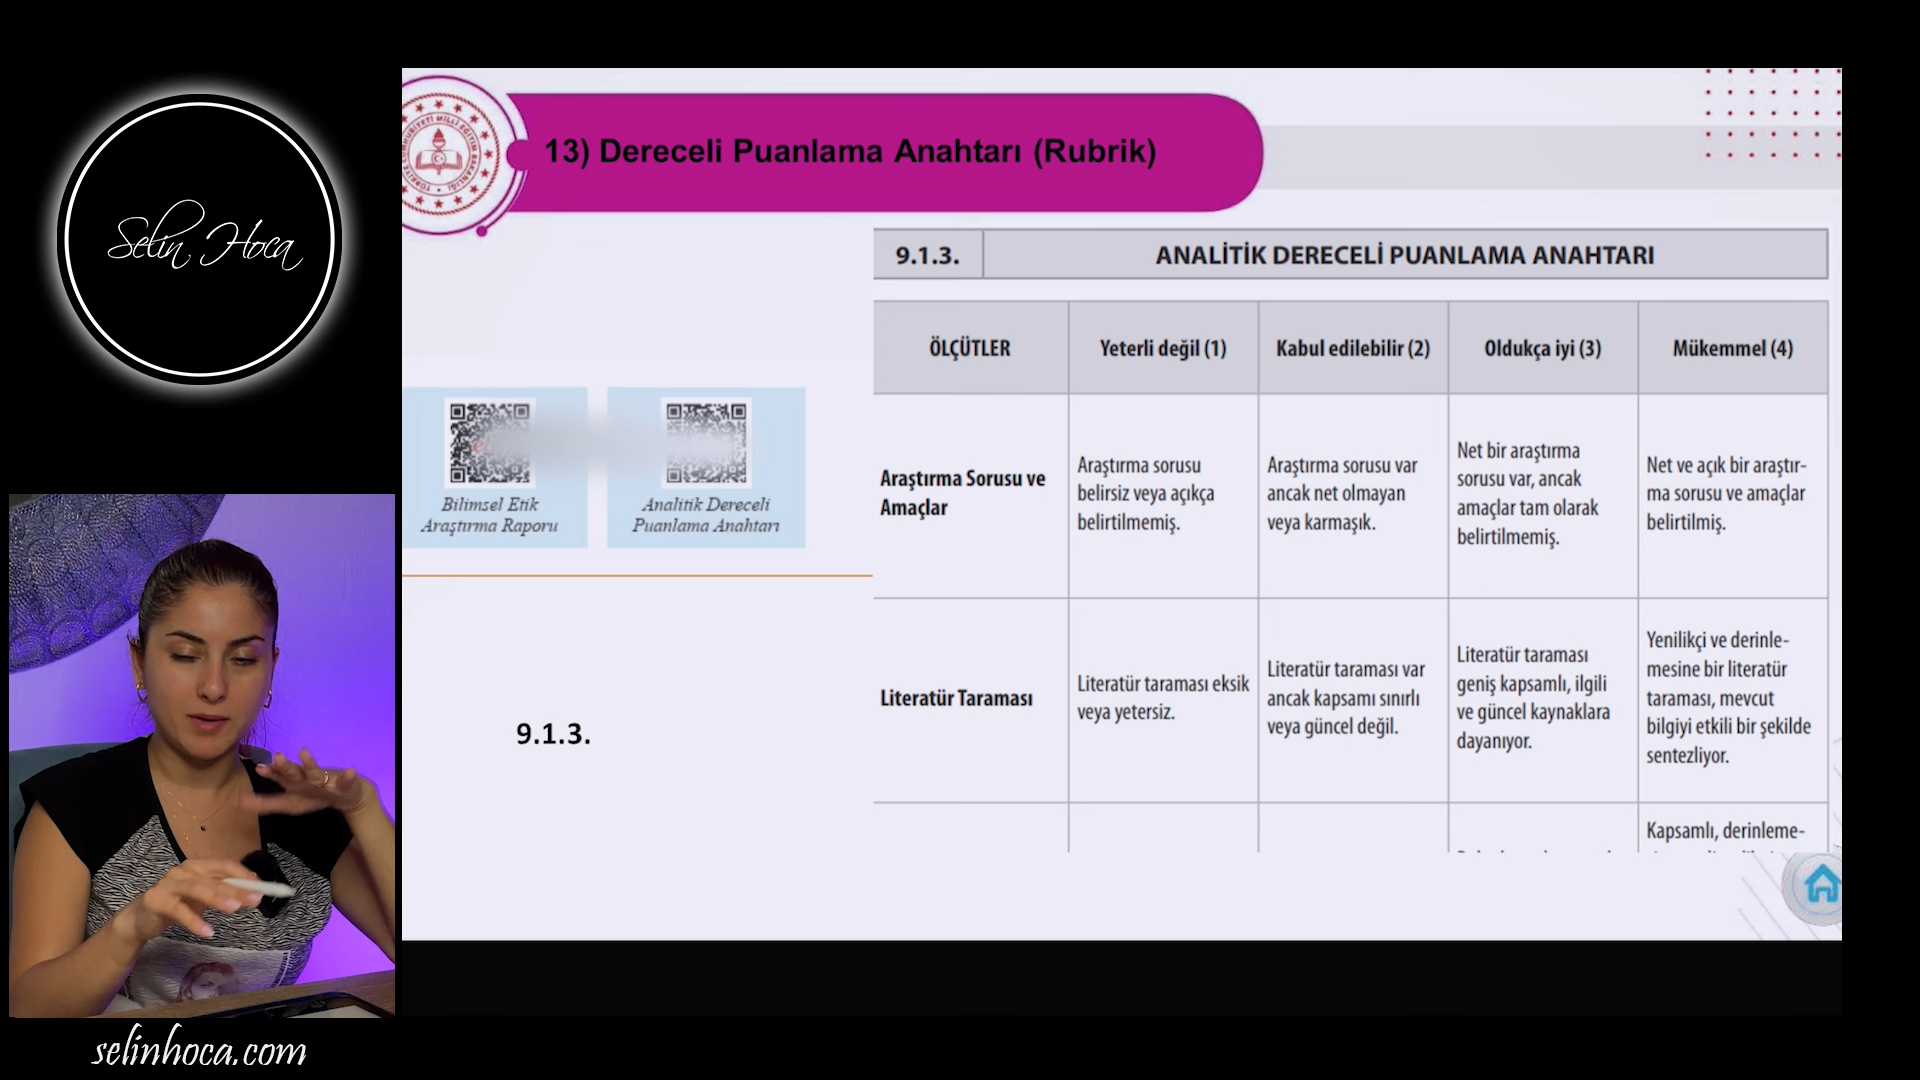 Selin Hoca
13) Dereceli Puanlama Anahtarı (Rubrik)
9.1.3.
ANALİTİK DERECELİ PUANLAMA ANAHTARI
ÖLÇÜTLER
Yeterli değil (1)
Kabul edilebilir (2)
Oldukça iyi (3)
Mükemmel (4)
Araştırma Sorusu ve
Amaçlar
Araştırma sorusu
belirsiz veya açıkça
belirtilmemiş.
Araştırma sorusu var
ancak net olmayan
veya karmaşık.
Net bir araştırma
sorusu var, ancak
amaçlar tam olarak
belirtilmemiş.
Net ve açık bir araştır-
ma sorusu ve amaçlar
belirtilmiş.
Literatür Taraması
Literatür taraması eksik
veya yetersiz.
Literatür taraması var
ancak kapsamı sınırlı
veya güncel değil.
Literatür taraması
geniş kapsamlı, ilgili
ve güncel kaynaklara
dayanıyor.
Yenilikçi ve derinle-
mesine bir literatür
taraması, mevcut
bilgiyi etkili bir şekilde
sentezliyor.
Kapsamlı, derinleme-
Bilimsel Etik
Araştırma Raporu
Analitik Dereceli
Puanlama Anahtarı
9.1.3.
selinhoca.com